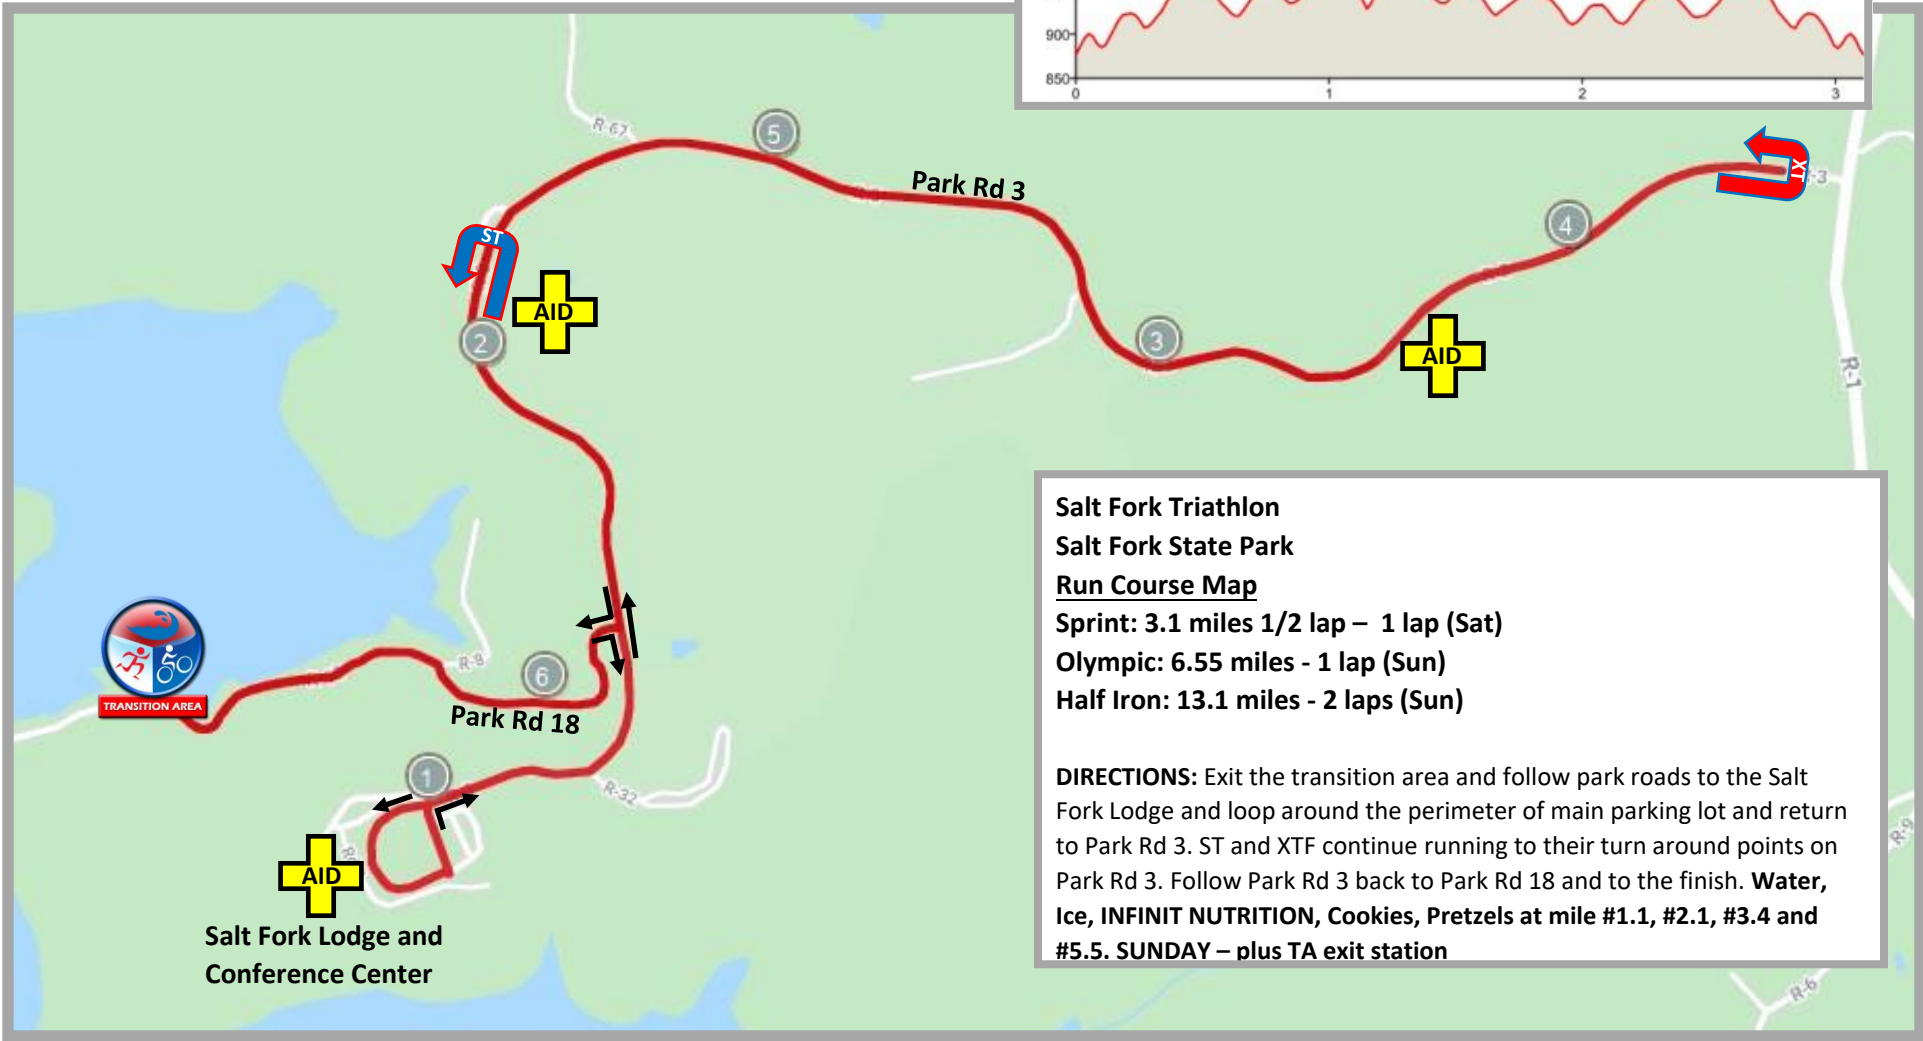 900
850
0
1
2
3
R-67
5
Park Rd 3
XT
-3
4
ST
AID
2
3
AID
R-1
Salt Fork Triathlon
Salt Fork State Park
Run Course Map
Sprint: 3.1 miles 1/2 lap – 1 lap (Sat)
Olympic: 6.55 miles - 1 lap (Sun)
Half Iron: 13.1 miles - 2 laps (Sun)
DIRECTIONS: Exit the transition area and follow park roads to the Salt
Fork Lodge and loop around the perimeter of main parking lot and return
to Park Rd 3. ST and XTF continue running to their turn around points on
Park Rd 3. Follow Park Rd 3 back to Park Rd 18 and to the finish. Water,
Ice, INFINIT NUTRITION, Cookies, Pretzels at mile #1.1, #2.1, #3.4 and
#5.5. SUNDAY – plus TA exit station
TRANSITION AREA
R-8
6
Park Rd 18
1
R-32
AID
Salt Fork Lodge and
Conference Center
R-9
R-6